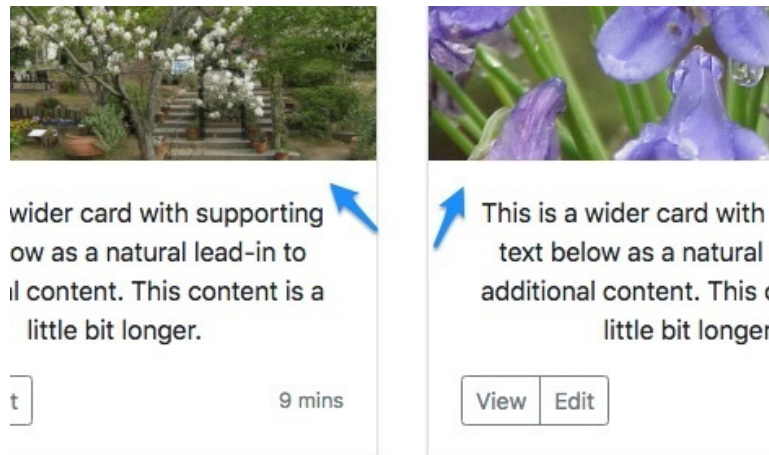 wider card with supporting
ow as a natural lead-in to
l content. This content is a
little bit longer.
t
9 mins
This is a wider card with
text below as a natural
additional content. This
little bit longer
View
Edit